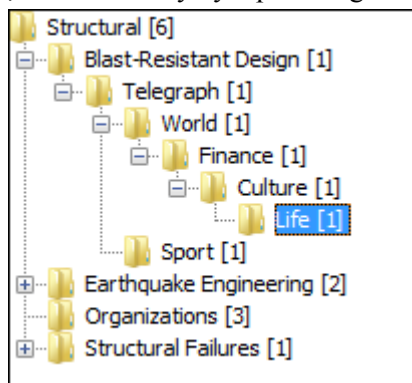 Structural [6]
Blast-Resistant Design [1]
Telegraph [1]
World [1]
Finance [1]
Culture [1]
Life [1]
Sport [1]
Earthquake Engineering [2]
Organizations [3]
Structural Failures [1]